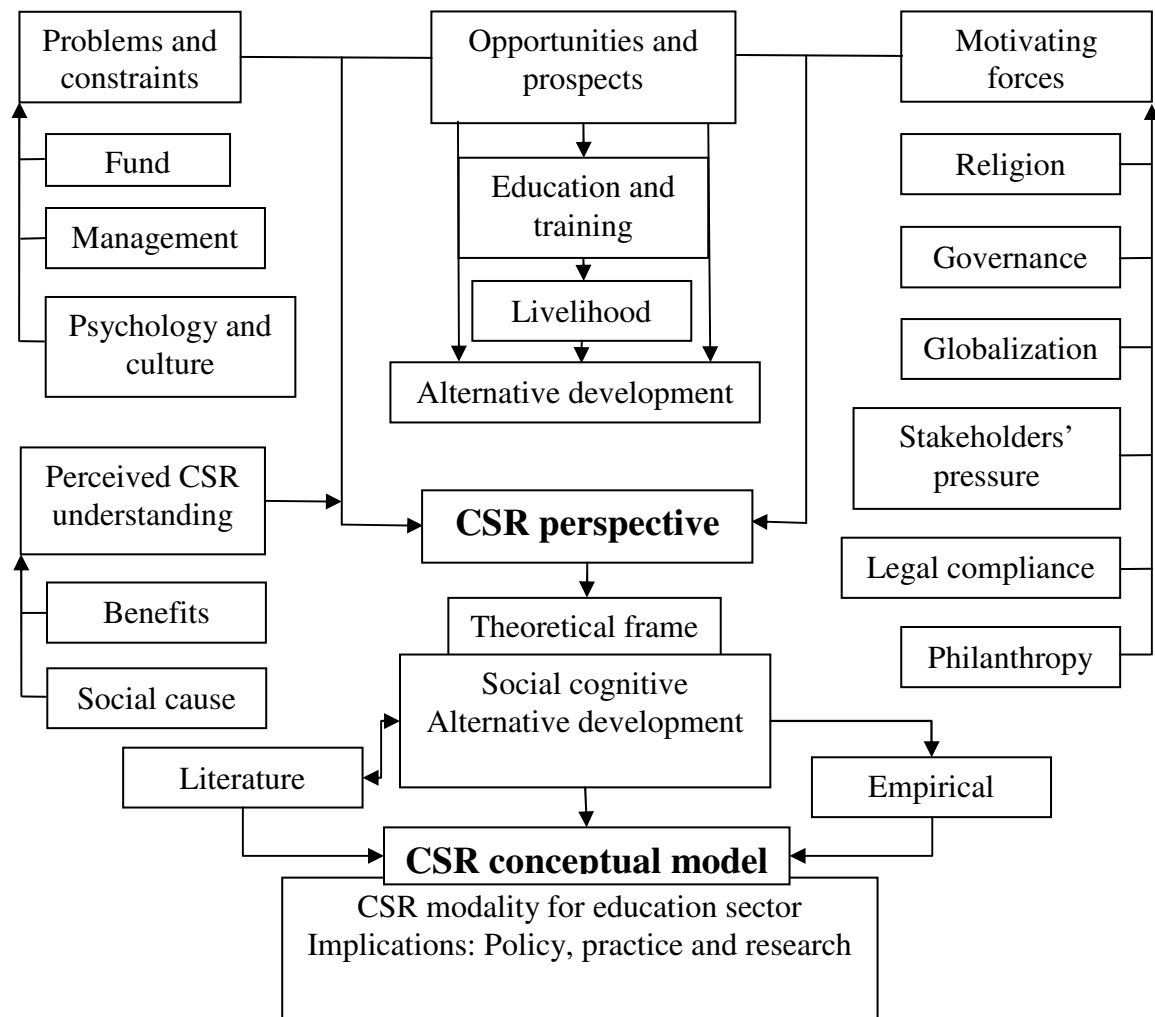 Problems and
constraints
Opportunities and
prospects
Motivating
forces
Fund
Management
Psychology and
culture
Education and
training
Livelihood
Alternative development
Religion
Governance
Globalization
Stakeholders’
pressure
Legal compliance
Philanthropy
Perceived CSR
understanding
Benefits
Social cause
CSR perspective
Theoretical frame
Social cognitive
Alternative development
Literature
Empirical
CSR conceptual model
CSR modality for education sector
Implications: Policy, practice and research